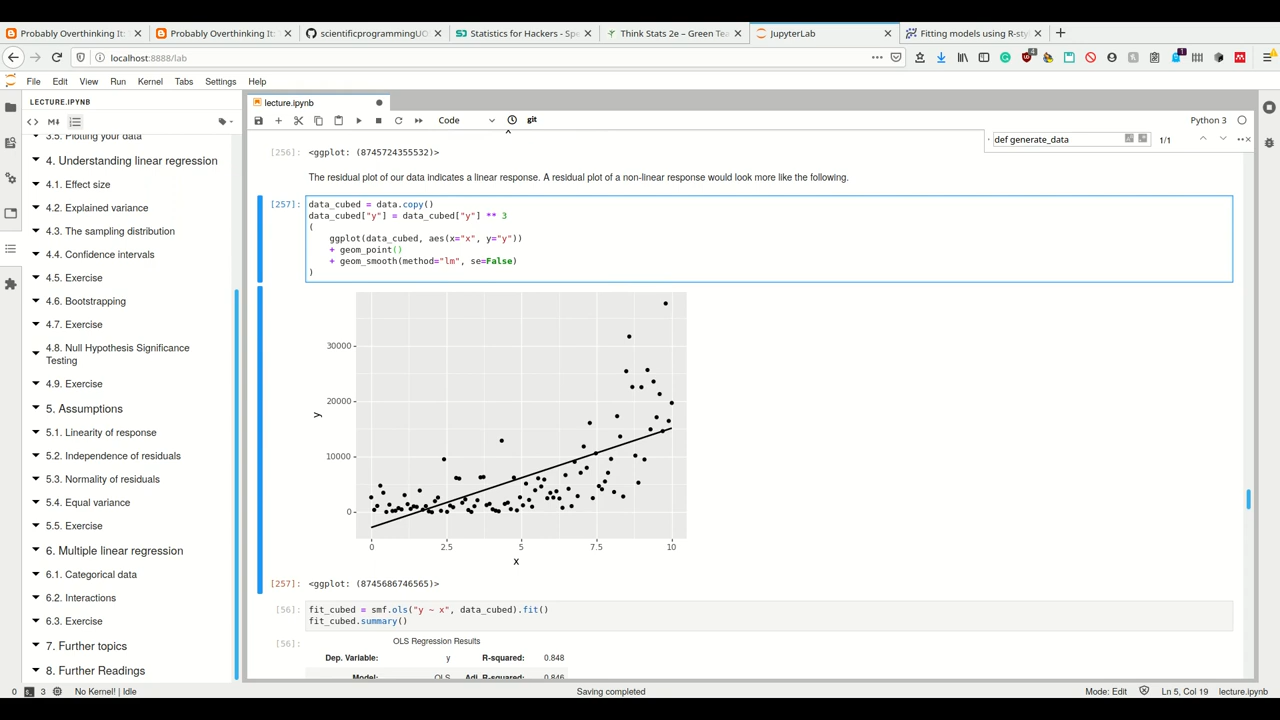 Probably Overthinking It:
Probably Overthinking It:
scientificprogrammingUO
Statistics for Hackers - Spe
Think Stats 2e – Green Tea
JupyterLab
Fitting models using R-sty
localhost:8888/lab
File Edit View Run Kernel Tabs Settings Help
LECTURE.IPYNB
3.5. Plotting your data
4. Understanding linear regression
4.1. Effect size
4.2. Explained variance
4.3. The sampling distribution
4.4. Confidence intervals
4.5. Exercise
4.6. Bootstrapping
4.7. Exercise
4.8. Null Hypothesis Significance
Testing
4.9. Exercise
5. Assumptions
5.1. Linearity of response
5.2. Independence of residuals
5.3. Normality of residuals
5.4. Equal variance
5.5. Exercise
6. Multiple linear regression
6.1. Categorical data
6.2. Interactions
6.3. Exercise
7. Further topics
8. Further Readings
lecture.ipynb
Code
git
Python 3
def generate_data
1/1
[256]: <ggplot: (8745724355532)>
The residual plot of our data indicates a linear response. A residual plot of a non-linear response would look more like the following.
[257]: data_cubed = data.copy()
data_cubed["y"] = data_cubed["y"] ** 3
(
ggplot(data_cubed, aes(x="x", y="y"))
+ geom_point()
+ geom_smooth(method="lm", se=False)
)
30000
20000
10000
0
y
0 2.5 5 7.5 10
x
[257]: <ggplot: (8745686746565)>
[56]: fit_cubed = smf.ols("y ~ x", data_cubed).fit()
fit_cubed.summary()
[56]: OLS Regression Results
Dep. Variable: y R-squared: 0.848
Model: OLS Adj. R-squared: 0.846
0 3 No Kernel! | Idle
Saving completed
Mode: Edit Ln 5, Col 19 lecture.ipynb